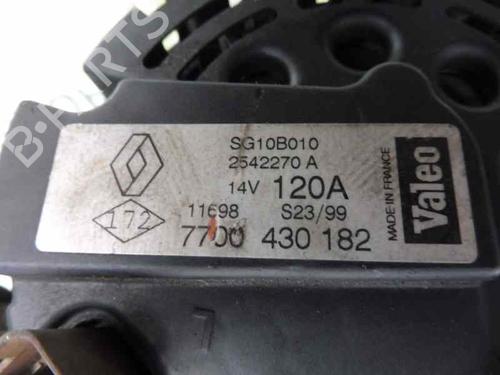 B-PARTS
SG10B010
2542270 A
14V 120A
172
11698 S23/99
7700 430 182
MADE IN FRANCE
Valeo